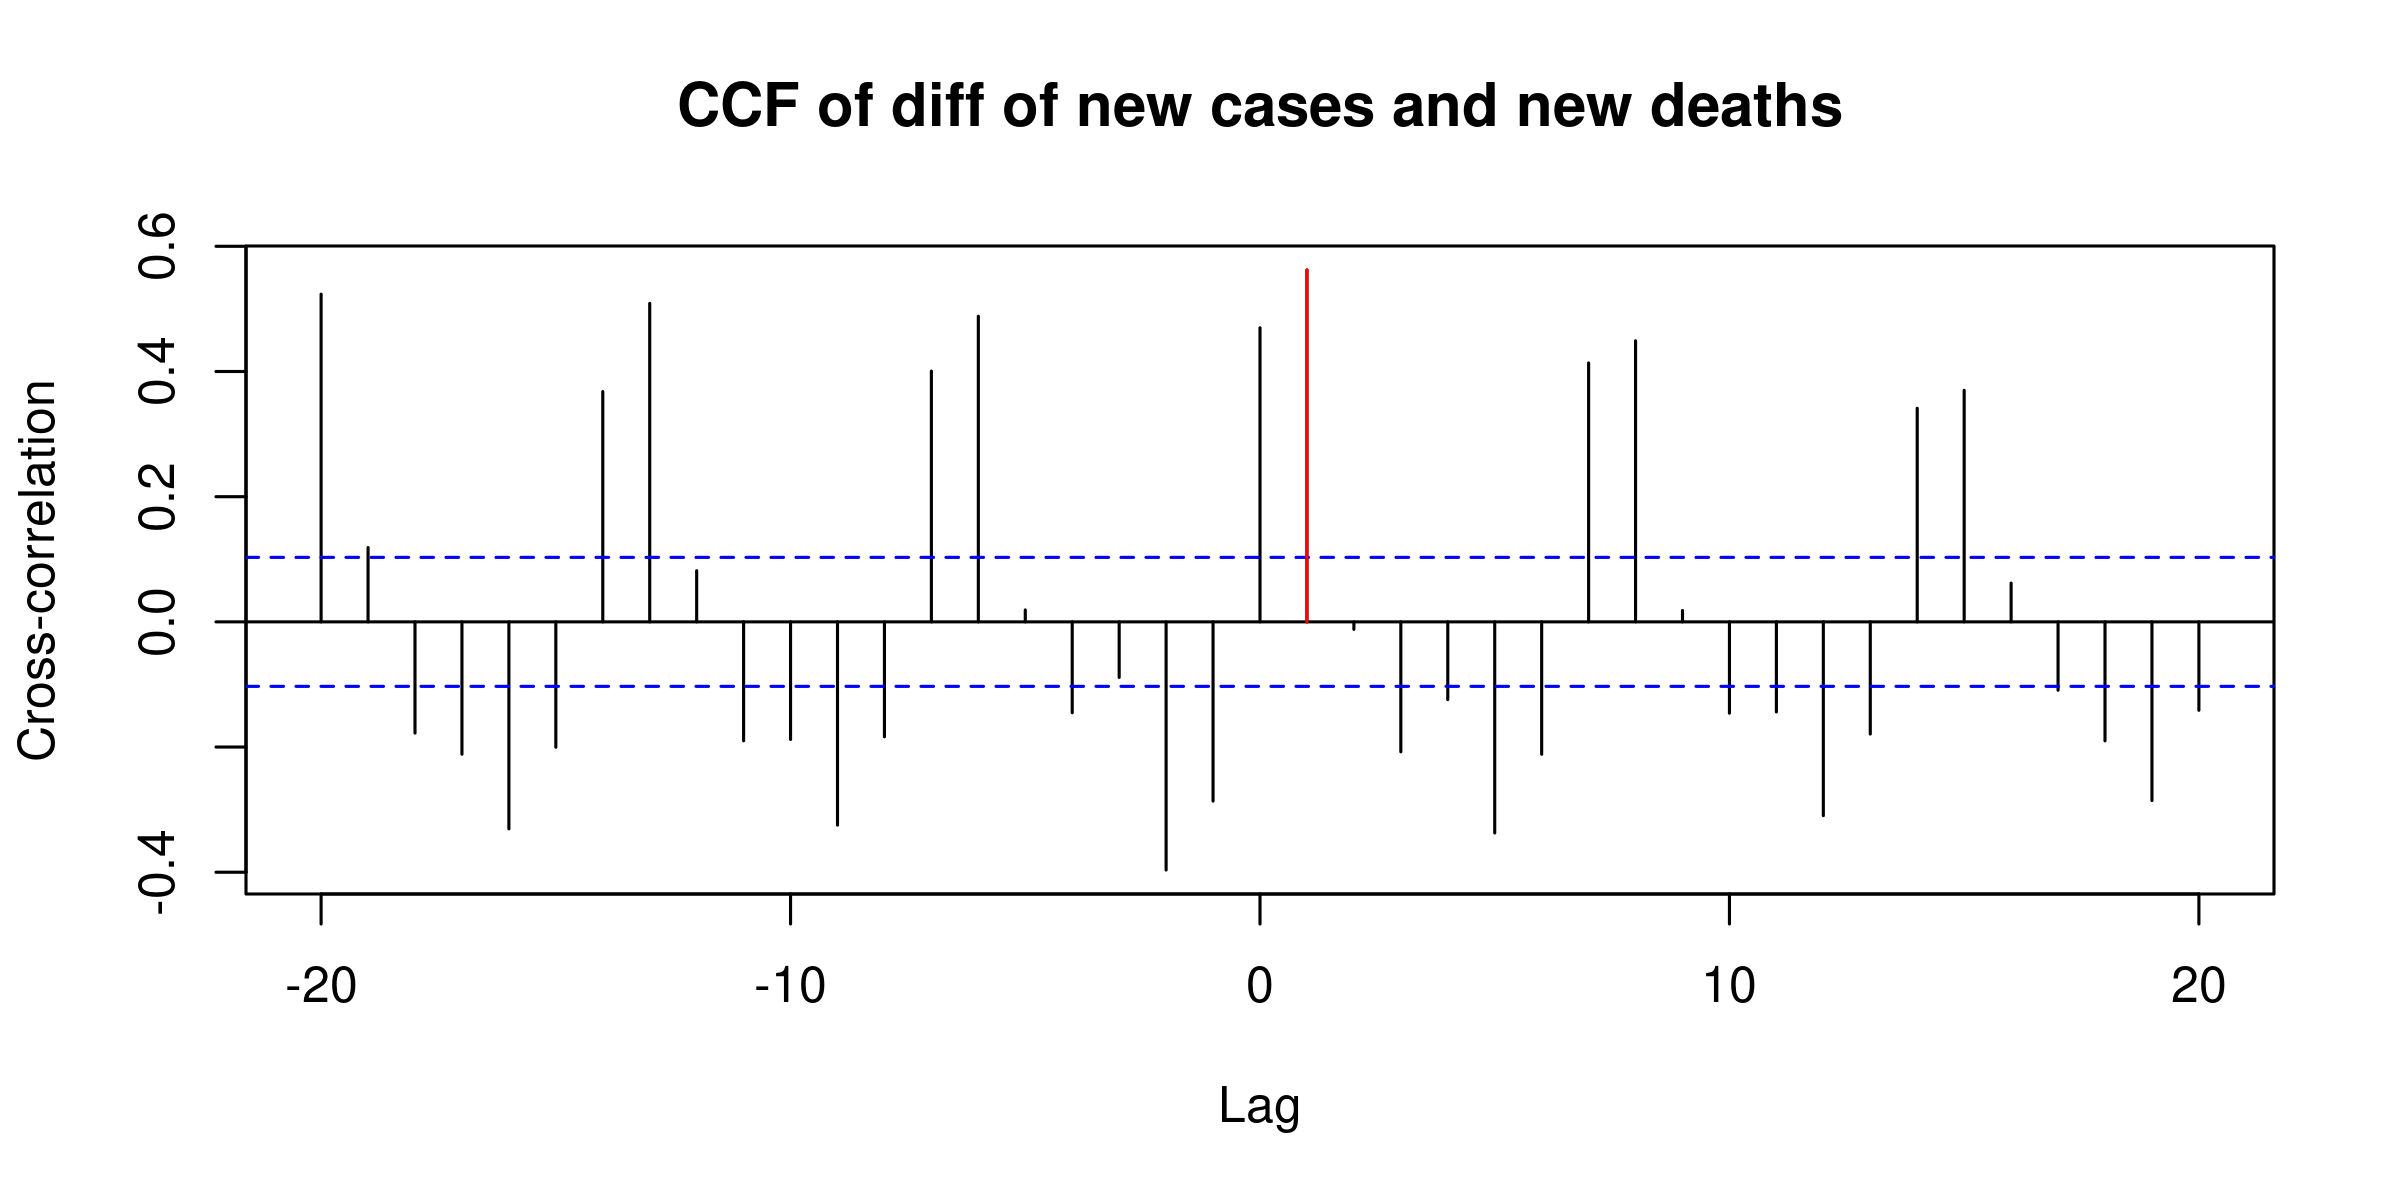 CCF of diff of new cases and new deaths
Cross-correlation
0.6
0.4
0.2
0.0
-0.4
-20 -10 0 10 20
Lag